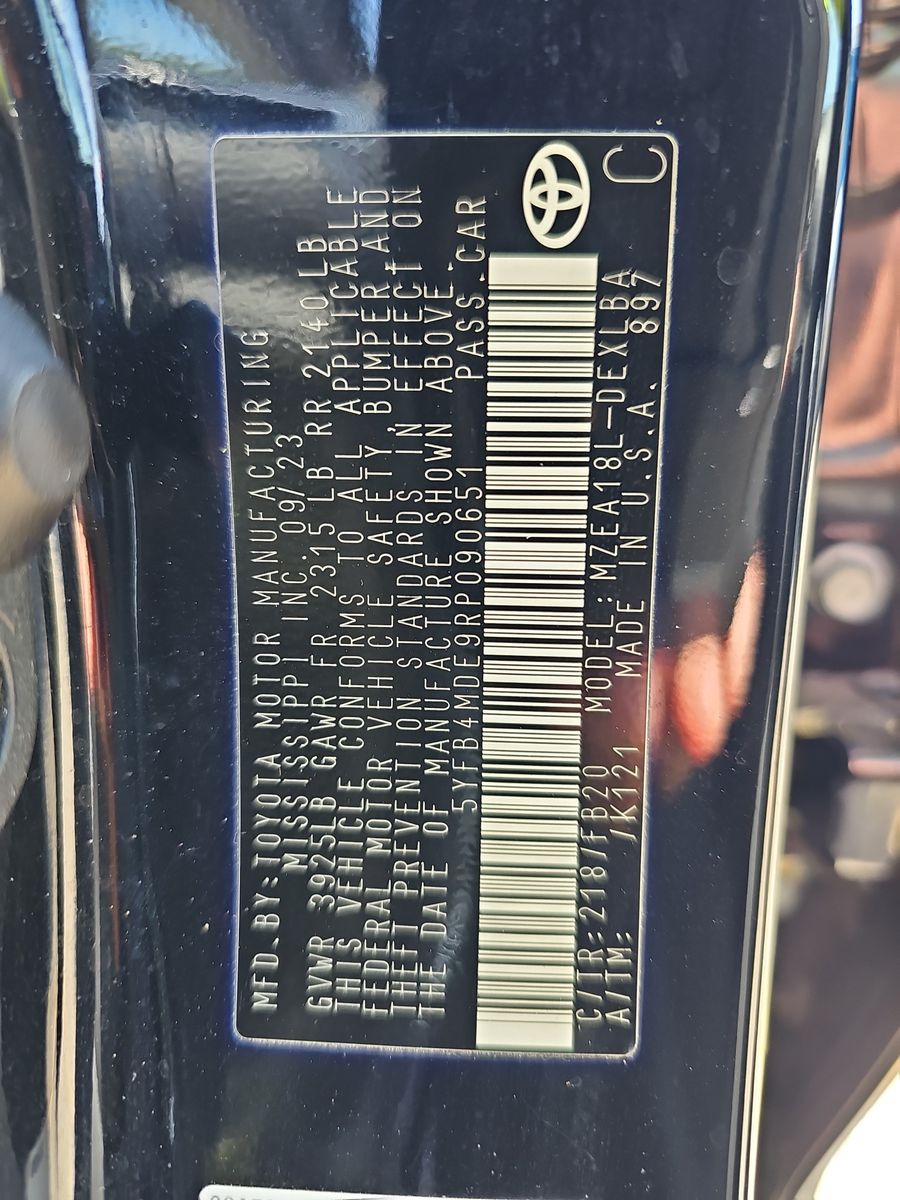 MFD.BY:TOYOTA MOTOR MANUFACTURING
MISSISSIPPI INC.09/23
GVWR 3925LB GAWR FR 2315LB RR 2140LB
THIS VEHICLE CONFORMS TO ALL APPLICABLE
FEDERAL MOTOR VEHICLE SAFETY BUMPER, AND
THEFT PREVENTION STANDARDS IN EFFECT ON
THE DATE OF MANUFACTURE SHOWN ABOVE.
5YFB4MDE9RP090651 PASS.CAR
C/TR:218/FB20 MODEL:MZEA18L-DEXLBA
A/TM: /K121 MADE IN U.S.A. 897
C